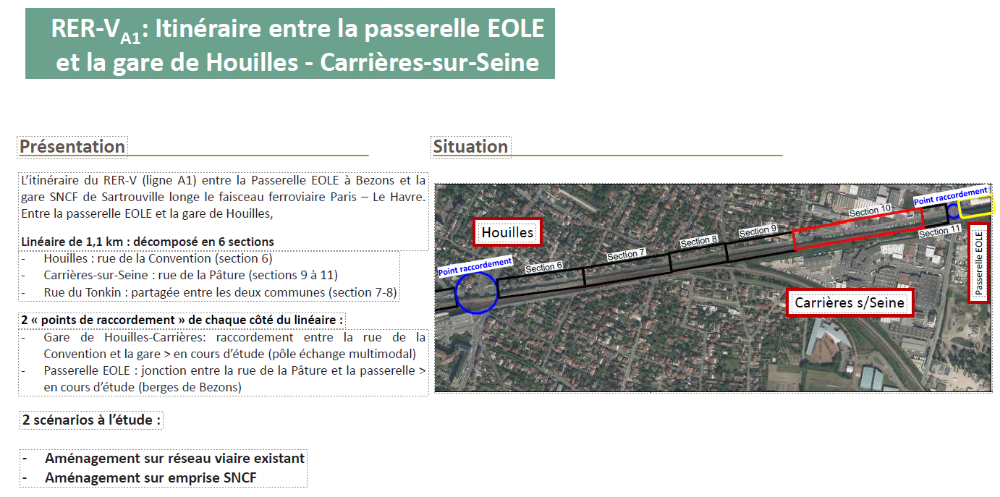 RER-VA1: Itinéraire entre la passerelle EOLE
et la gare de Houilles - Carrières-sur-Seine
Présentation
L'itinéraire du RER-V (ligne A1) entre la Passerelle EOLE à Bezons et la
gare SNCF de Sartrouville longe le faisceau ferroviaire Paris – Le Havre.
Entre la passerelle EOLE et la gare de Houilles,
Linéaire de 1,1 km : décomposé en 6 sections
- Houilles : rue de la Convention (section 6)
- Carrières-sur-Seine : rue de la Pâture (sections 9 à 11)
- Rue du Tonkin : partagée entre les deux communes (section 7-8)
2 « points de raccordement » de chaque côté du linéaire :
- Gare de Houilles-Carrières: raccordement entre la rue de la
Convention et la gare > en cours d'étude (pôle échange multimodal)
- Passerelle EOLE : jonction entre la rue de la Pâture et la passerelle >
en cours d'étude (berges de Bezons)
2 scénarios à l'étude :
- Aménagement sur réseau viaire existant
- Aménagement sur emprise SNCF
Situation
Houilles
Point raccordement
Section 6
Section 7
Section 8
Section 9
Section 10
Point raccordement
Section 11
Passerelle EOLE
Carrières s/Seine